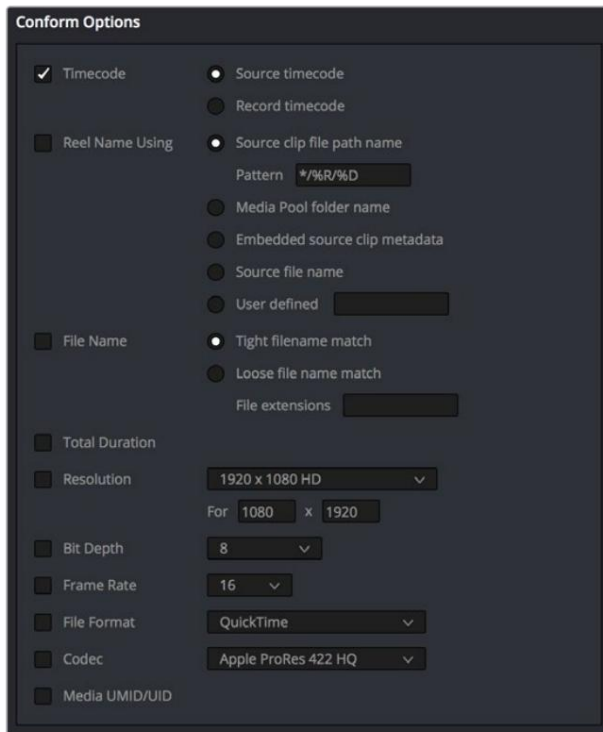 Conform Options
Timecode
Source timecode
Record timecode
Reel Name Using
Source clip file path name
Pattern */%R/%D
Media Pool folder name
Embedded source clip metadata
Source file name
User defined
File Name
Tight filename match
Loose file name match
File extensions
Total Duration
Resolution
1920 x 1080 HD
For 1080 x 1920
Bit Depth
8
Frame Rate
16
File Format
QuickTime
Codec
Apple ProRes 422 HQ
Media UMID/UID